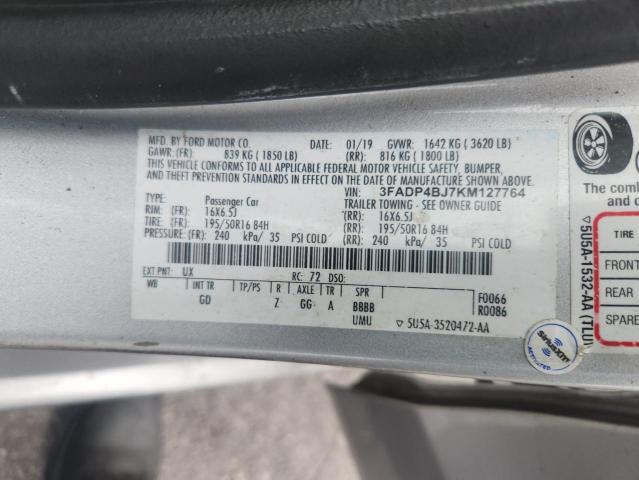 MFD. BY FORD MOTOR CO. DATE: 01/19 GVWR: 1642 KG ( 3620 LB)
GAWR: (FR): 839 KG ( 1850 LB) (RR): 816 KG ( 1800 LB)
THIS VEHICLE CONFORMS TO ALL APPLICABLE FEDERAL MOTOR VEHICLE SAFETY, BUMPER,
AND THEFT PREVENTION STANDARDS IN EFFECT ON THE DATE OF MANUFACTURE SHOWN ABOVE.
VIN: 3FADP4BJ7KM127764
TYPE: Passenger Car TRAILER TOWING - SEE OWNER GUIDE
RIM: (FR): 16X6.5J (RR): 16X6.5J
TIRE: (FR): 195/50R16 84H (RR): 195/50R16 84H
PRESSURE: (FR): 240 kPa/ 35 PSI COLD (RR): 240 kPa/ 35 PSI COLD
EXT PNT: UX RC: 72 DSO:
WB INT TR TP/PS R AXLE TR SPR F0066
GD Z GG A BBBB R0086
UMU ▽ 5U5A-3520472-AA
The comb
▽5U5A-1532-AA (TLU)
TIRE
FRONT
REAR
SPARE
SiriusXM
ACTIVATED